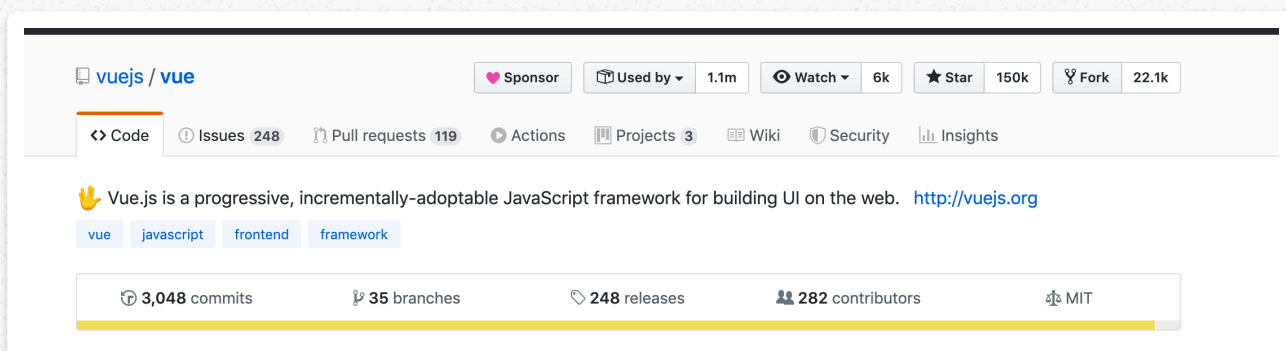 vuejs / vue Sponsor Used by 1.1m Watch 6k Star 150k Fork 22.1k
<> Code Issues 248 Pull requests 119 Actions Projects 3 Wiki Security Insights
🖖 Vue.js is a progressive, incrementally-adoptable JavaScript framework for building UI on the web. http://vuejs.org
vue javascript frontend framework
3,048 commits 35 branches 248 releases 282 contributors MIT